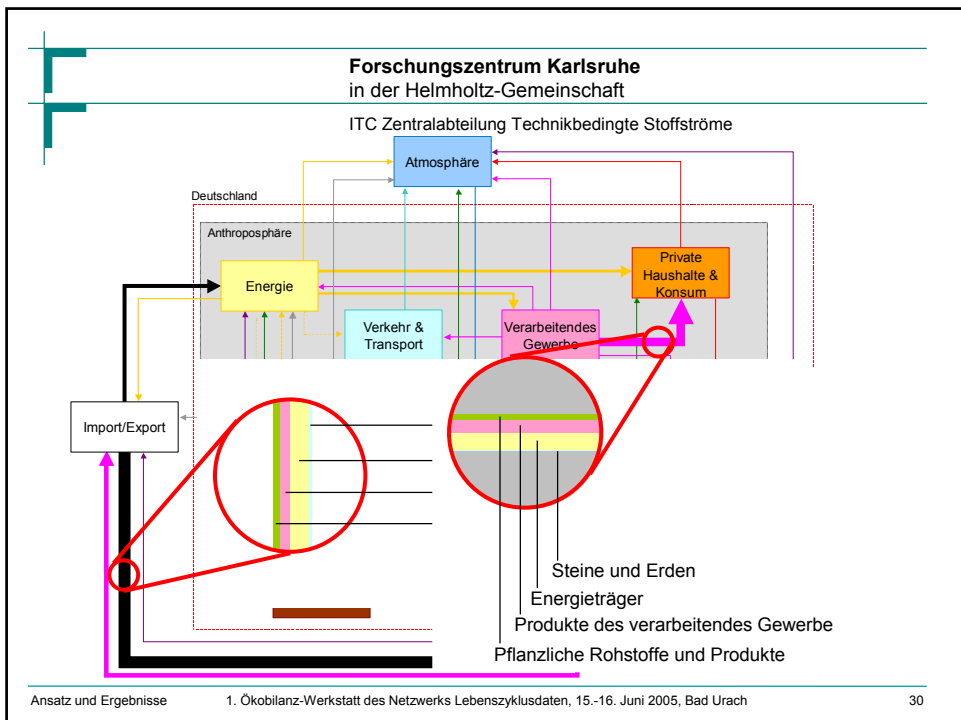 Forschungszentrum Karlsruhe
in der Helmholtz-Gemeinschaft
ITC Zentralabteilung Technikbedingte Stoffströme
Atmosphäre
Deutschland
Anthroposphäre
Private
Haushalte &
Konsum
Energie
Verkehr &
Transport
Verarbeitendes
Gewerbe
Import/Export
Steine und Erden
Energieträger
Produkte des verarbeitendes Gewerbe
Pflanzliche Rohstoffe und Produkte
Ansatz und Ergebnisse 1. Ökobilanz-Werkstatt des Netzwerks Lebenszyklusdaten, 15.-16. Juni 2005, Bad Urach 30